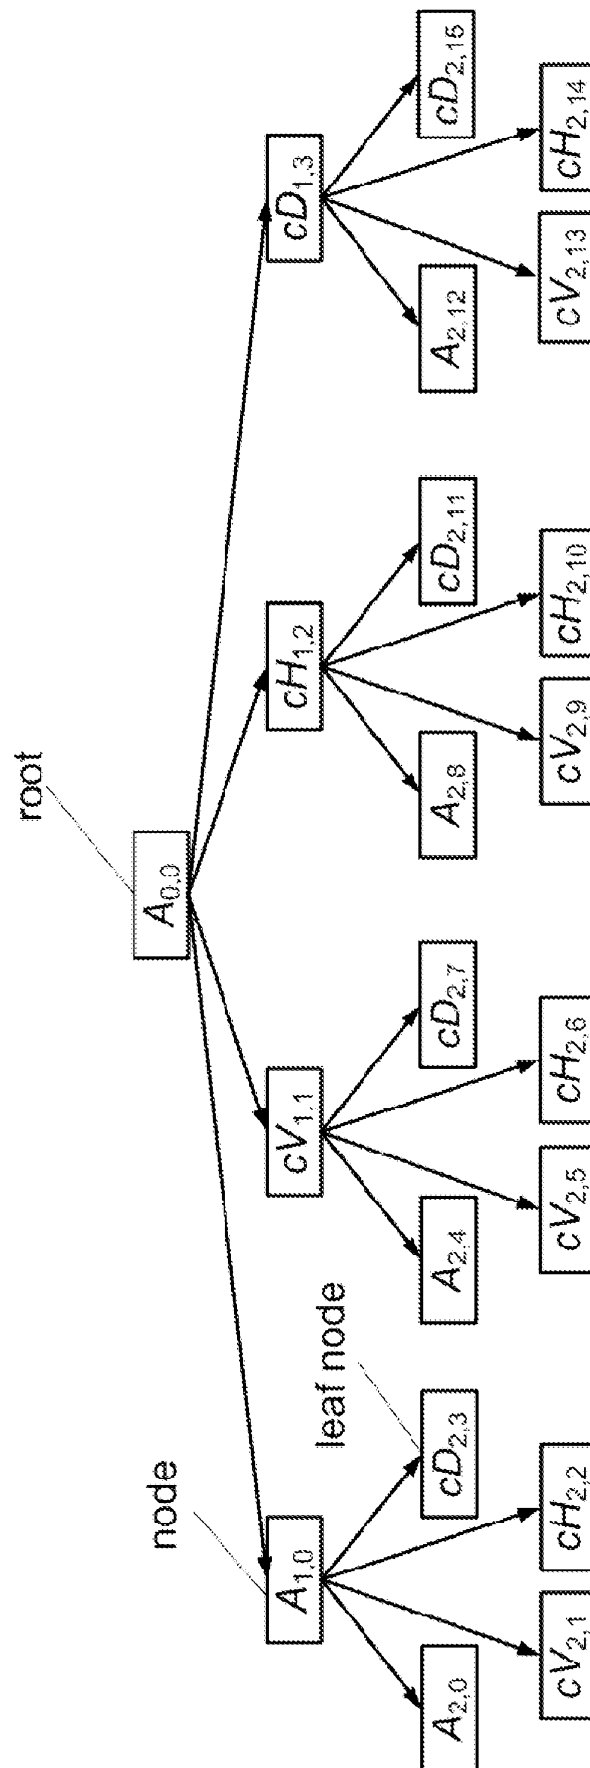 root
A0,0
node
A1,0
cV1,1
cH1,2
cD1,3
leaf node
A2,0
cD2,3
A2,4
cD2,7
A2,8
cD2,11
A2,12
cD2,15
cV2,1
cH2,2
cV2,5
cH2,6
cV2,9
cH2,10
cV2,13
cH2,14